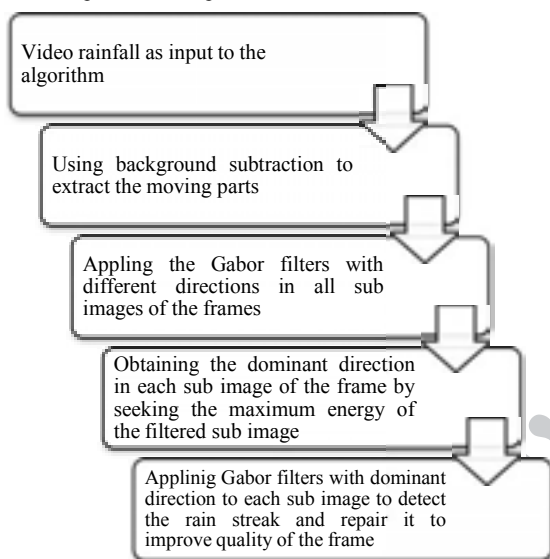 Video rainfall as input to the
algorithm
Using background subtraction to
extract the moving parts
Appling the Gabor filters with
different directions in all sub
images of the frames
Obtaining the dominant direction
in each sub image of the frame by
seeking the maximum energy of
the filtered sub image
Applinig Gabor filters with dominant
direction to each sub image to detect
the rain streak and repair it to
improve quality of the frame